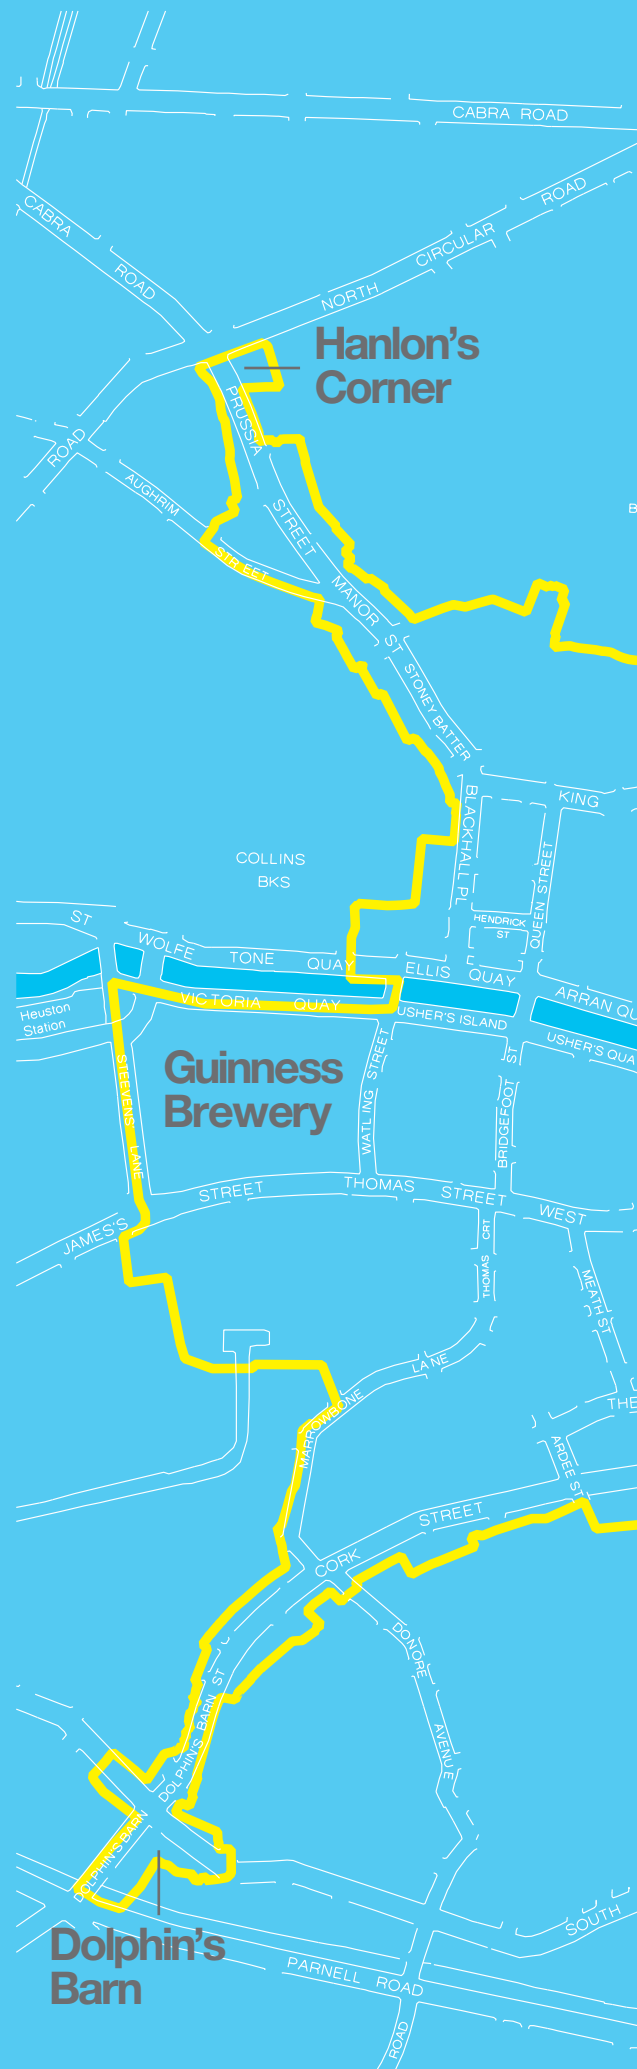 CABRA ROAD
ROAD
CIRCULAR
NORTH
CABRA
ROAD
Hanlon's
Corner
PRUSSIA
STREET
ROAD
AUGHRIM
STREET
B
MANOR
ST
STONEY BATTER
KING
BLACKHALL PL
QUEEN STREET
HENDRICK
ST
COLLINS
BKS
ST
WOLFE
TONE
QUAY
ELLIS QUAY
ARRAN QU
VICTORIA QUAY
USHER'S ISLAND
USHER'S QUA
Heuston
Station
Guinness
Brewery
STEEVENS LANE
WATLING STREET
BRIDGEFOOT
ST
JAMES'S
STREET
THOMAS
STREET
WEST
THOMAS CRT
MEATH ST
MARROWBONE
LANE
THE
ARDEE ST
CORK
STREET
DONORE
AVENUE
DOLPHIN'S BARN ST
DOLPHIN'S BARN
Dolphin's
Barn
PARNELL ROAD
SOUTH
ROAD